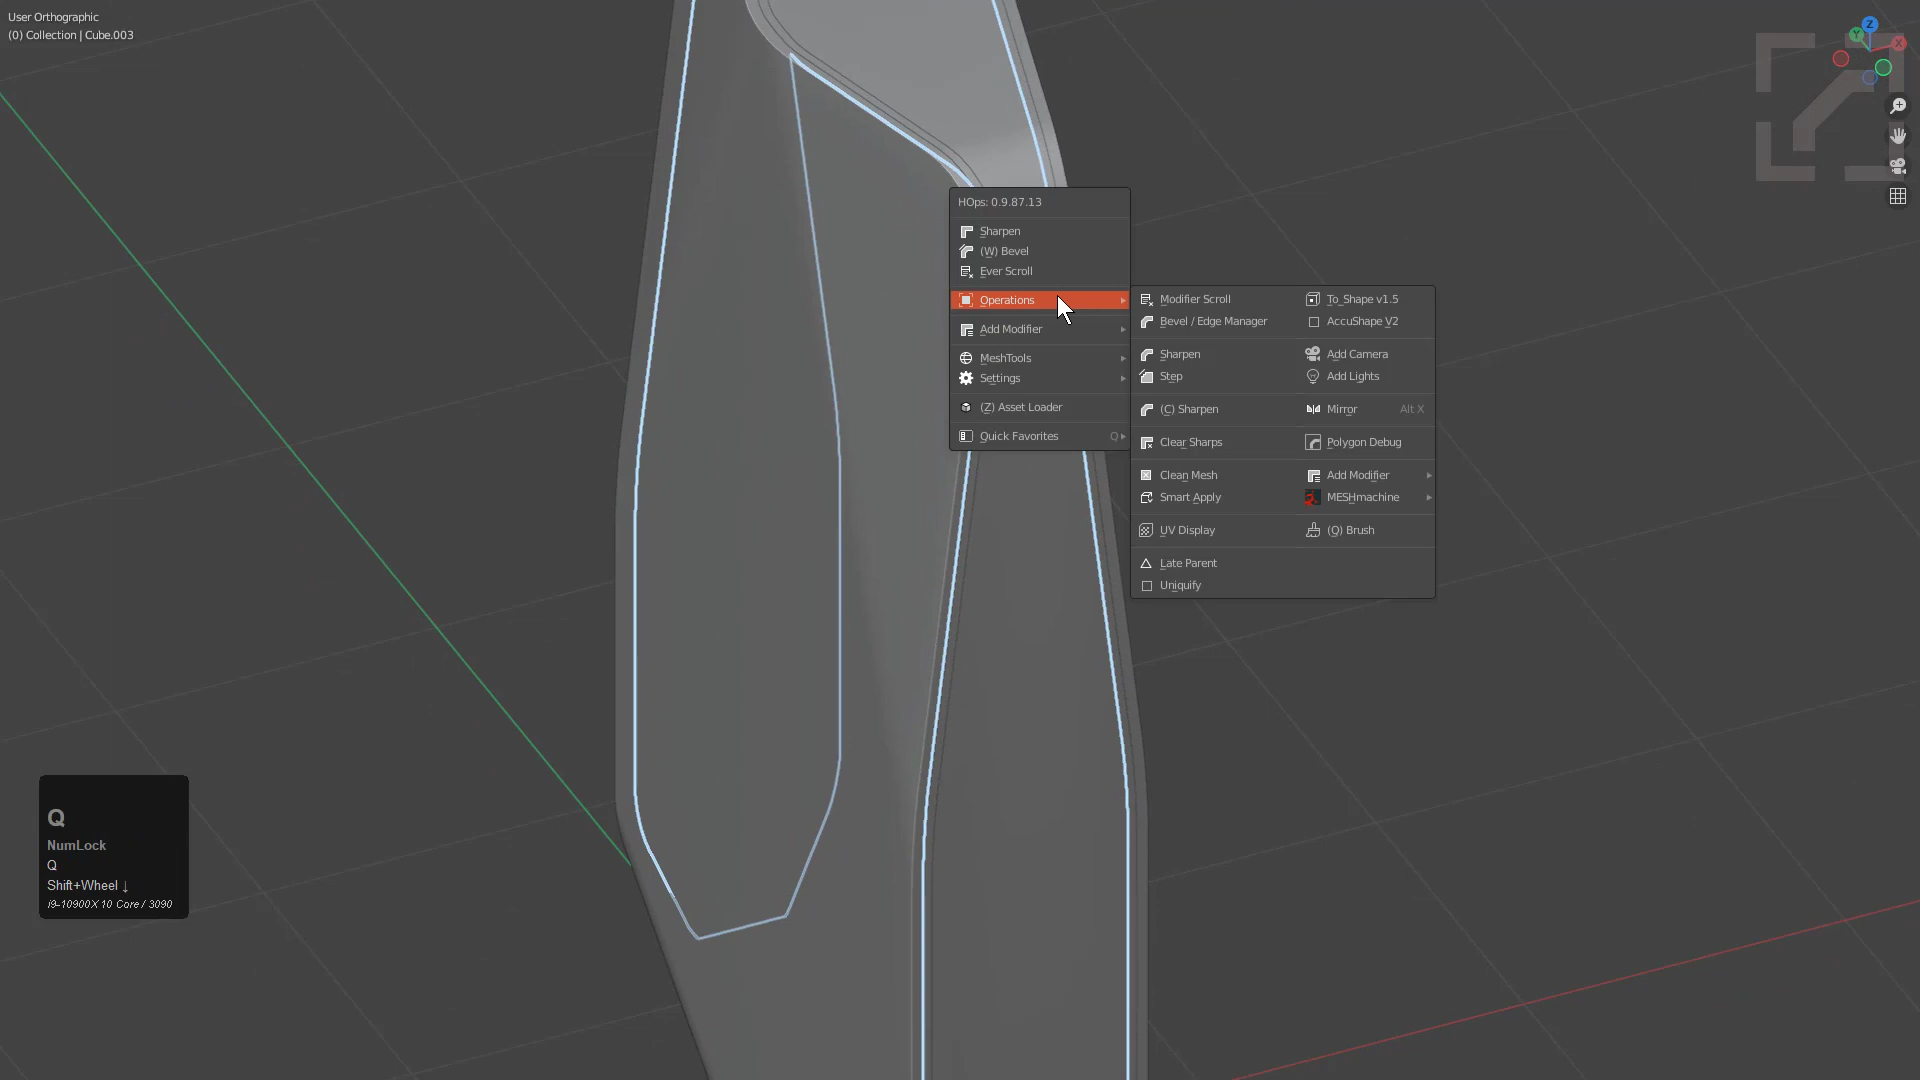 User Orthographic
(0) Collection | Cube.003
Z
Y
X
HOps: 0.9.87.13
Sharpen
(W) Bevel
Ever Scroll
Operations
Add Modifier
MeshTools
Settings
(Z) Asset Loader
Quick Favorites Q
Modifier Scroll
To_Shape v1.5
Bevel / Edge Manager
AccuShape V2
Sharpen
Add Camera
Step
Add Lights
(C) Sharpen
Mirror Alt X
Clear Sharps
Polygon Debug
Clean Mesh
Add Modifier
Smart Apply
MESHmachine
UV Display
(Q) Brush
Late Parent
Uniquify
Q
NumLock
Q
Shift+Wheel ↓
i9-10900X 10 Core / 3090